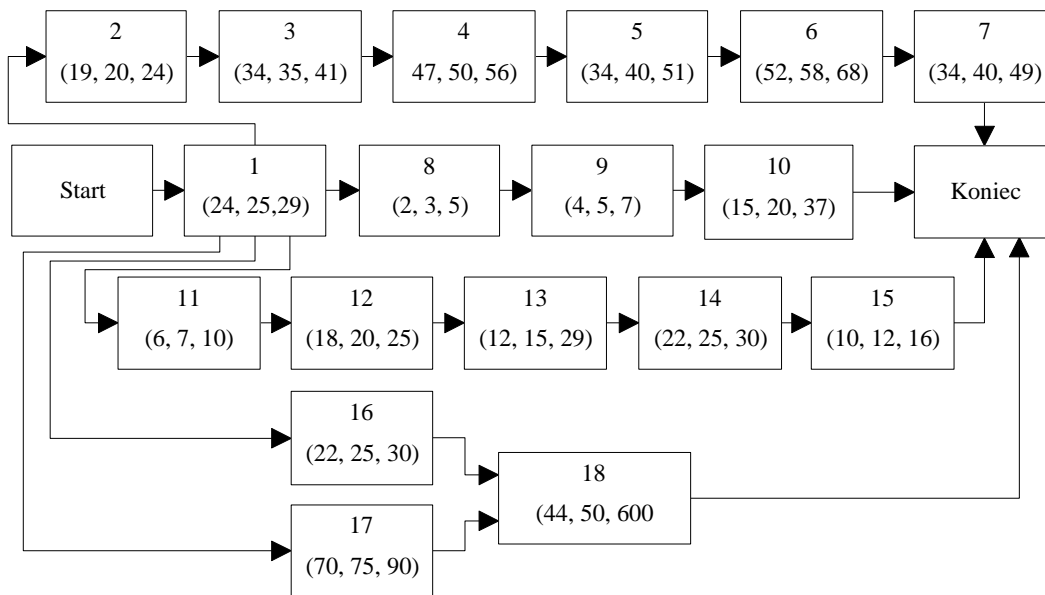 2
(19, 20, 24)
3
(34, 35, 41)
4
47, 50, 56)
5
(34, 40, 51)
6
(52, 58, 68)
7
(34, 40, 49)
Start
1
(24, 25,29)
8
(2, 3, 5)
9
(4, 5, 7)
10
(15, 20, 37)
Koniec
11
(6, 7, 10)
12
(18, 20, 25)
13
(12, 15, 29)
14
(22, 25, 30)
15
(10, 12, 16)
16
(22, 25, 30)
18
(44, 50, 600
17
(70, 75, 90)